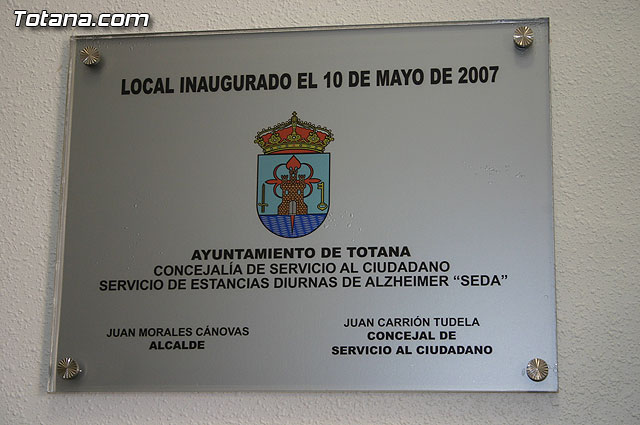 Totana.com
LOCAL INAUGURADO EL 10 DE MAYO DE 2007
AYUNTAMIENTO DE TOTANA
CONCEJALÍA DE SERVICIO AL CIUDADANO
SERVICIO DE ESTANCIAS DIURNAS DE ALZHEIMER “SEDA”
JUAN MORALES CÁNOVAS
ALCALDE
JUAN CARRIÓN TUDELA
CONCEJAL DE
SERVICIO AL CIUDADANO